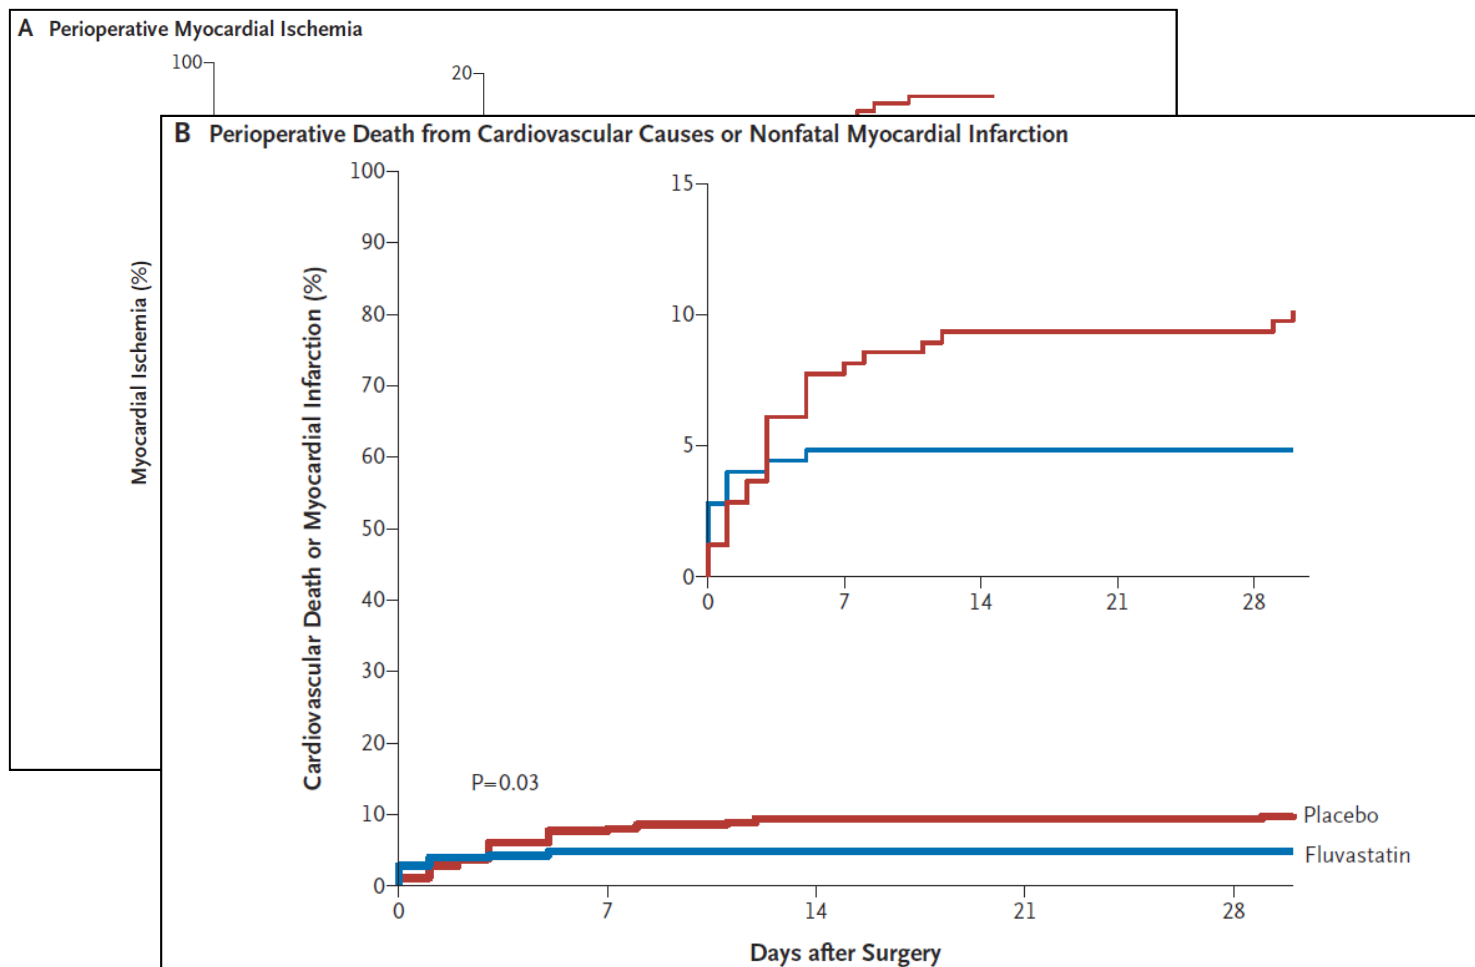 A Perioperative Myocardial Ischemia
100
20
Myocardial Ischemia (%)
B Perioperative Death from Cardiovascular Causes or Nonfatal Myocardial Infarction
Cardiovascular Death or Myocardial Infarction (%)
100
90
80
70
60
50
40
30
20
10
0
15
10
5
0
0 7 14 21 28
P=0.03
Placebo
Fluvastatin
0 7 14 21 28
Days after Surgery